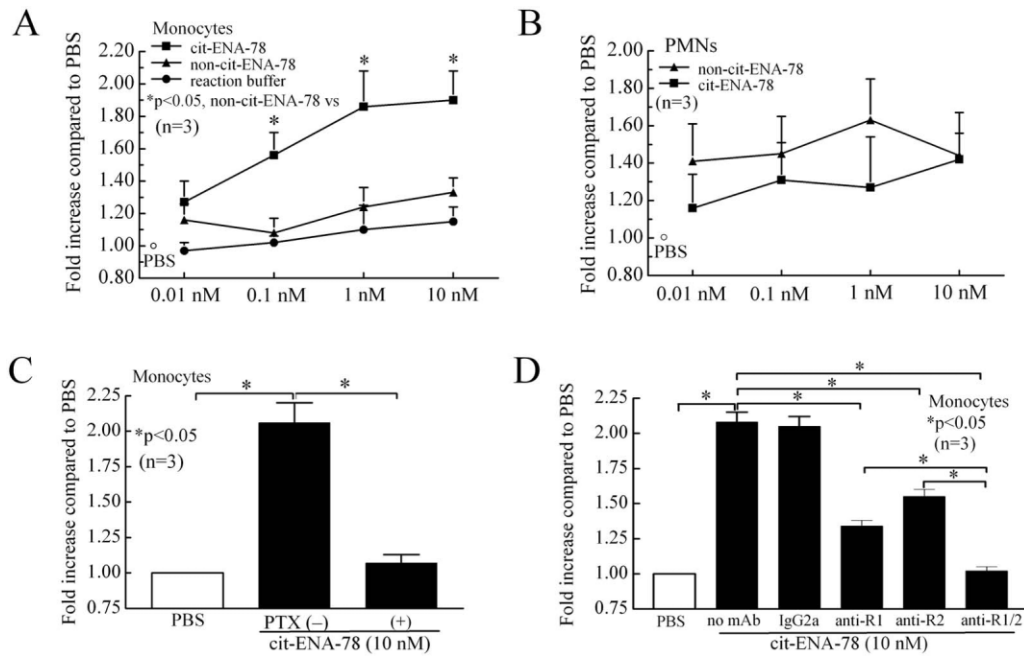 A
Monocytes
cit-ENA-78
non-cit-ENA-78
reaction buffer
*p<0.05, non-cit-ENA-78 vs
(n=3)
* * *
Fold increase compared to PBS
2.20
2.00
1.80
1.60
1.40
1.20
1.00
0.80
PBS
0.01 nM 0.1 nM 1 nM 10 nM
B
PMNs
non-cit-ENA-78
cit-ENA-78
(n=3)
Fold increase compared to PBS
2.00
1.80
1.60
1.40
1.20
1.00
0.80
PBS
0.01 nM 0.1 nM 1 nM 10 nM
C
Monocytes
* *
*p<0.05
(n=3)
Fold increase compared to PBS
2.25
2.00
1.75
1.50
1.25
1.00
0.75
PBS PTX (–) (+)
cit-ENA-78 (10 nM)
D
*
*
* *
Monocytes
*p<0.05
(n=3)
*
*
Fold increase compared to PBS
2.25
2.00
1.75
1.50
1.25
1.00
0.75
PBS no mAb IgG2a anti-R1 anti-R2 anti-R1/2
cit-ENA-78 (10 nM)